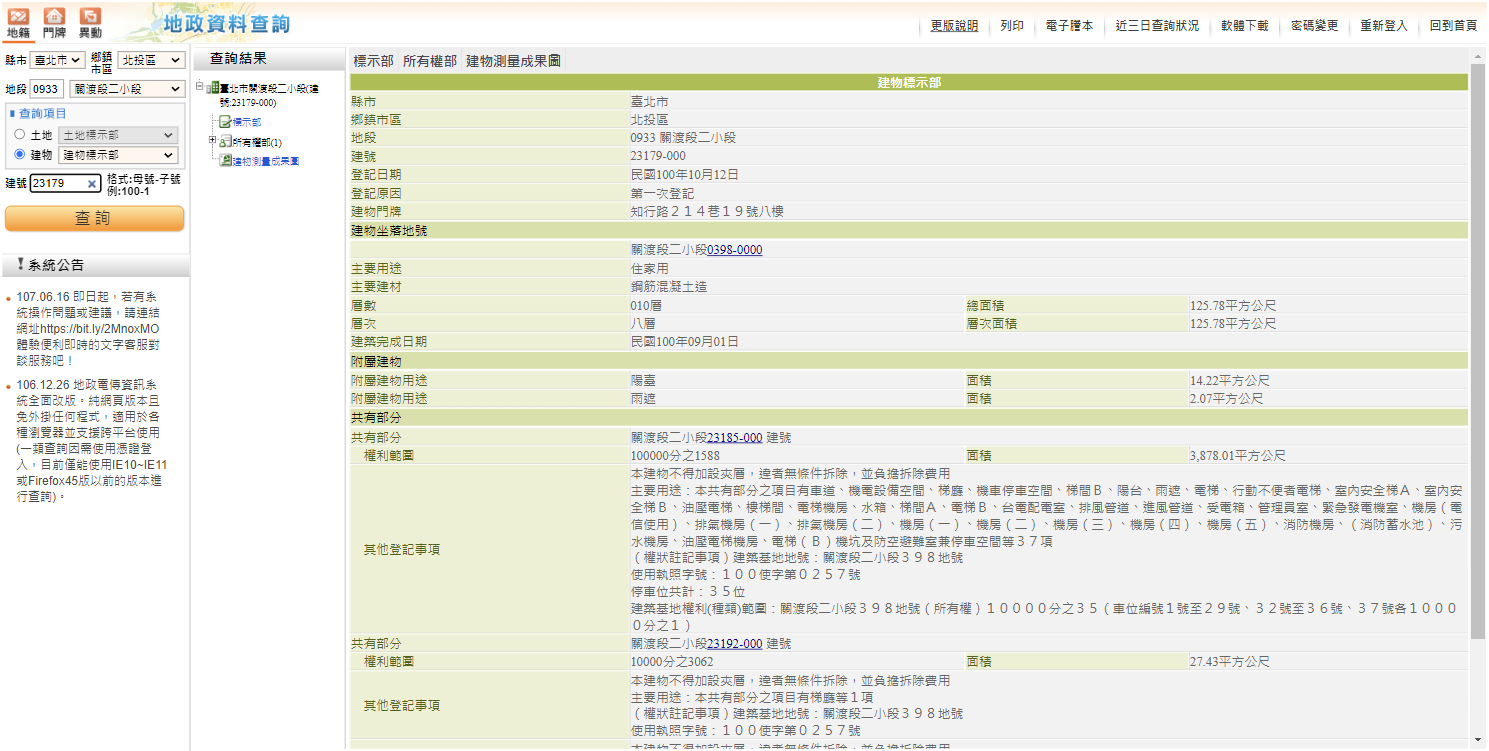 地籍 門牌 異動
地政資料查詢
更版說明 列印 電子謄本 近三日查詢狀況 軟體下載 密碼變更 重新登入 回到首頁
縣市 臺北市 鄉鎮市區 北投區
地段 0933 關渡段二小段
查詢項目
土地 土地標示部
建物 建物標示部
建號 23179 格式:母號-子號
例:100-1
查 詢
系統公告
107.06.16 即日起，若有系
統操作問題或建議，請連結
網址https://bit.ly/2MnoxMO
體驗便利即時的文字客服對
談服務吧！
106.12.26 地政電傳資訊系
統全面改版。純網頁版本且
免外掛任何程式，適用於各
種瀏覽器並支援跨平台使用
(一類查詢因需使用憑證登
入，目前僅能使用IE10~IE11
或Firefox45版以前的版本進
行查詢)。
查詢結果
臺北市關渡段二小段(建
號:23179-000)
標示部
所有權部(1)
建物測量成果圖
標示部 所有權部 建物測量成果圖
建物標示部
縣市 臺北市
鄉鎮市區 北投區
地段 0933 關渡段二小段
建號 23179-000
登記日期 民國100年10月12日
登記原因 第一次登記
建物門牌 知行路２１４巷１９號八樓
建物坐落地號
關渡段二小段0398-0000
主要用途 住家用
主要建材 鋼筋混凝土造
層數 010層 總面積 125.78平方公尺
層次 八層 層次面積 125.78平方公尺
建築完成日期 民國100年09月01日
附屬建物
附屬建物用途 陽臺 面積 14.22平方公尺
附屬建物用途 雨遮 面積 2.07平方公尺
共有部分
共有部分 關渡段二小段23185-000 建號
權利範圍 100000分之1588 面積 3,878.01平方公尺
其他登記事項
本建物不得加設夾層，違者無條件拆除，並負擔拆除費用
主要用途：本共有部分之項目有車道、機電設備空間、梯廳、機車停車空間、梯間Ｂ、陽台、雨遮、電梯、行動不便者電梯、室內安全梯Ａ、室內安
全梯Ｂ、油壓電梯、樓梯間、電梯機房、水箱、梯間Ａ、電梯Ｂ、台電配電室、排風管道、進風管道、受電箱、管理員室、緊急發電機室、機房（電
信使用）、排氣機房（一）、排氣機房（二）、機房（一）、機房（二）、機房（三）、機房（四）、機房（五）、消防機房、（消防蓄水池）、污
水機房、油壓電梯機房、電梯（Ｂ）機坑及防空避難室兼停車空間等３７項
（權狀註記事項）建築基地地號：關渡段二小段３９８地號
使用執照字號：１００使字第０２５７號
停車位共計：３５位
建築基地權利(種類)範圍：關渡段二小段３９８地號（所有權）１００００分之３５（車位編號１號至２９號、３２號至３６號、３７號各１０００
０分之１）
共有部分 關渡段二小段23192-000 建號
權利範圍 10000分之3062 面積 27.43平方公尺
其他登記事項
本建物不得加設夾層，違者無條件拆除，並負擔拆除費用
主要用途：本共有部分之項目有梯廳等１項
（權狀註記事項）建築基地地號：關渡段二小段３９８地號
使用執照字號：１００使字第０２５７號